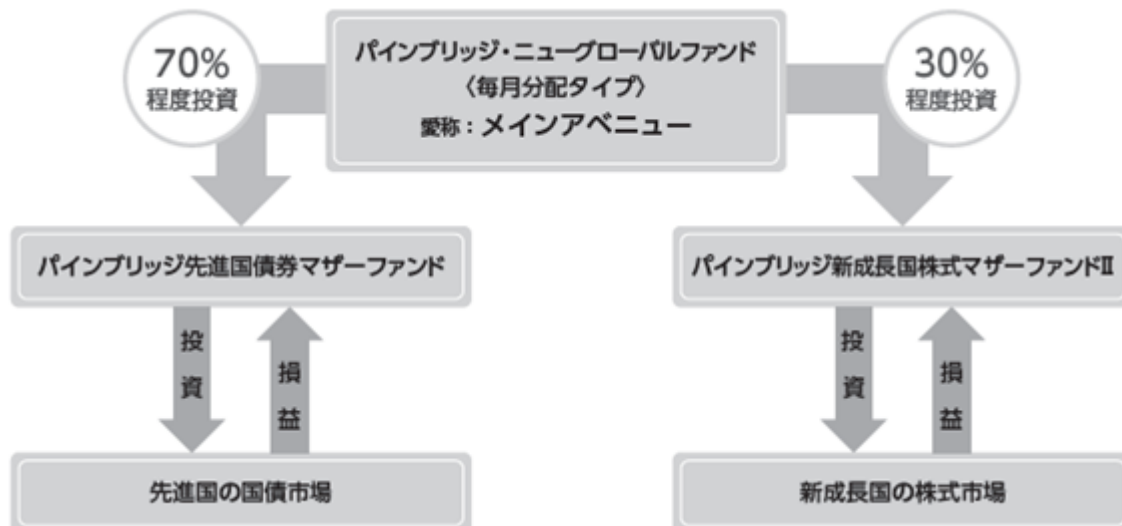 70%
程度投資
パインブリッジ・ニューグローバルファンド
〈毎月分配タイプ〉
愛称：メインアベニュー
30%
程度投資
パインブリッジ先進国債券マザーファンド
パインブリッジ新成長国株式マザーファンドⅡ
投資
損益
投資
損益
先進国の国債市場
新成長国の株式市場